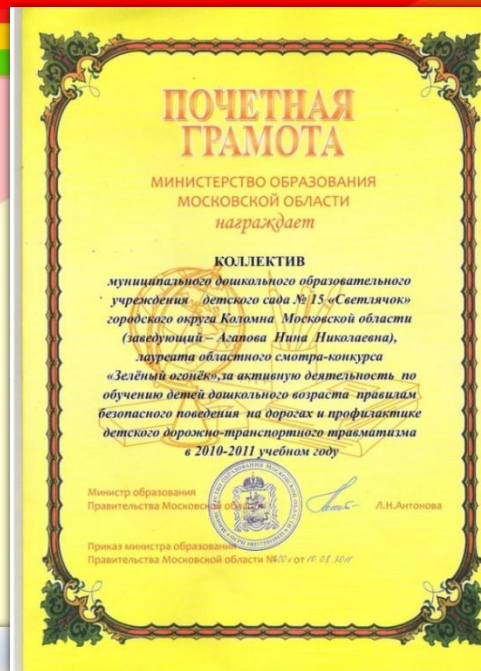 ПОЧЕТНАЯ
ГРАМОТА
МИНИСТЕРСТВО ОБРАЗОВАНИЯ
МОСКОВСКОЙ ОБЛАСТИ
награждает
КОЛЛЕКТИВ
муниципального дошкольного образовательного
учреждения детского сада № 15 «Светлячок»
городского округа Коломна Московской области
(заведующий – Агапова Нина Николаевна),
лауреата областного смотра-конкурса
«Зелёный огонёк»,за активную деятельность по
обучению детей дошкольного возраста правилам
безопасного поведения на дорогах и профилактике
детского дорожно-транспортного травматизма
в 2010-2011 учебном году
Министр образования
Правительства Московской области Л.Н.Антонова
Приказ министра образования
Правительства Московской области № от